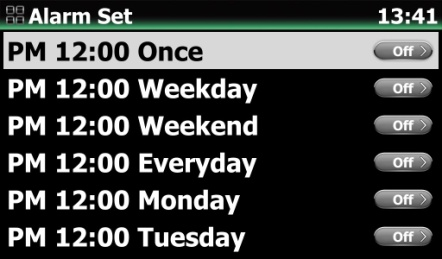 Alarm Set 13:41
PM 12:00 Once Off
PM 12:00 Weekday Off
PM 12:00 Weekend Off
PM 12:00 Everyday Off
PM 12:00 Monday Off
PM 12:00 Tuesday Off